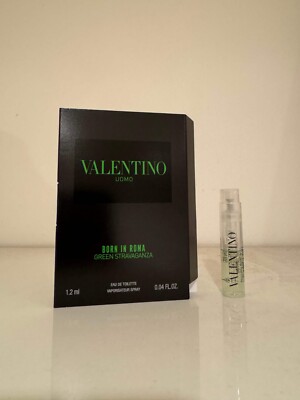 VALENTINO
UOMO
BORN IN ROMA
GREEN STRAVAGANZA
EAU DE TOILETTE
VAPORISATEUR SPRAY
1,2 ml
0.04 FL.OZ.
VALENTINO